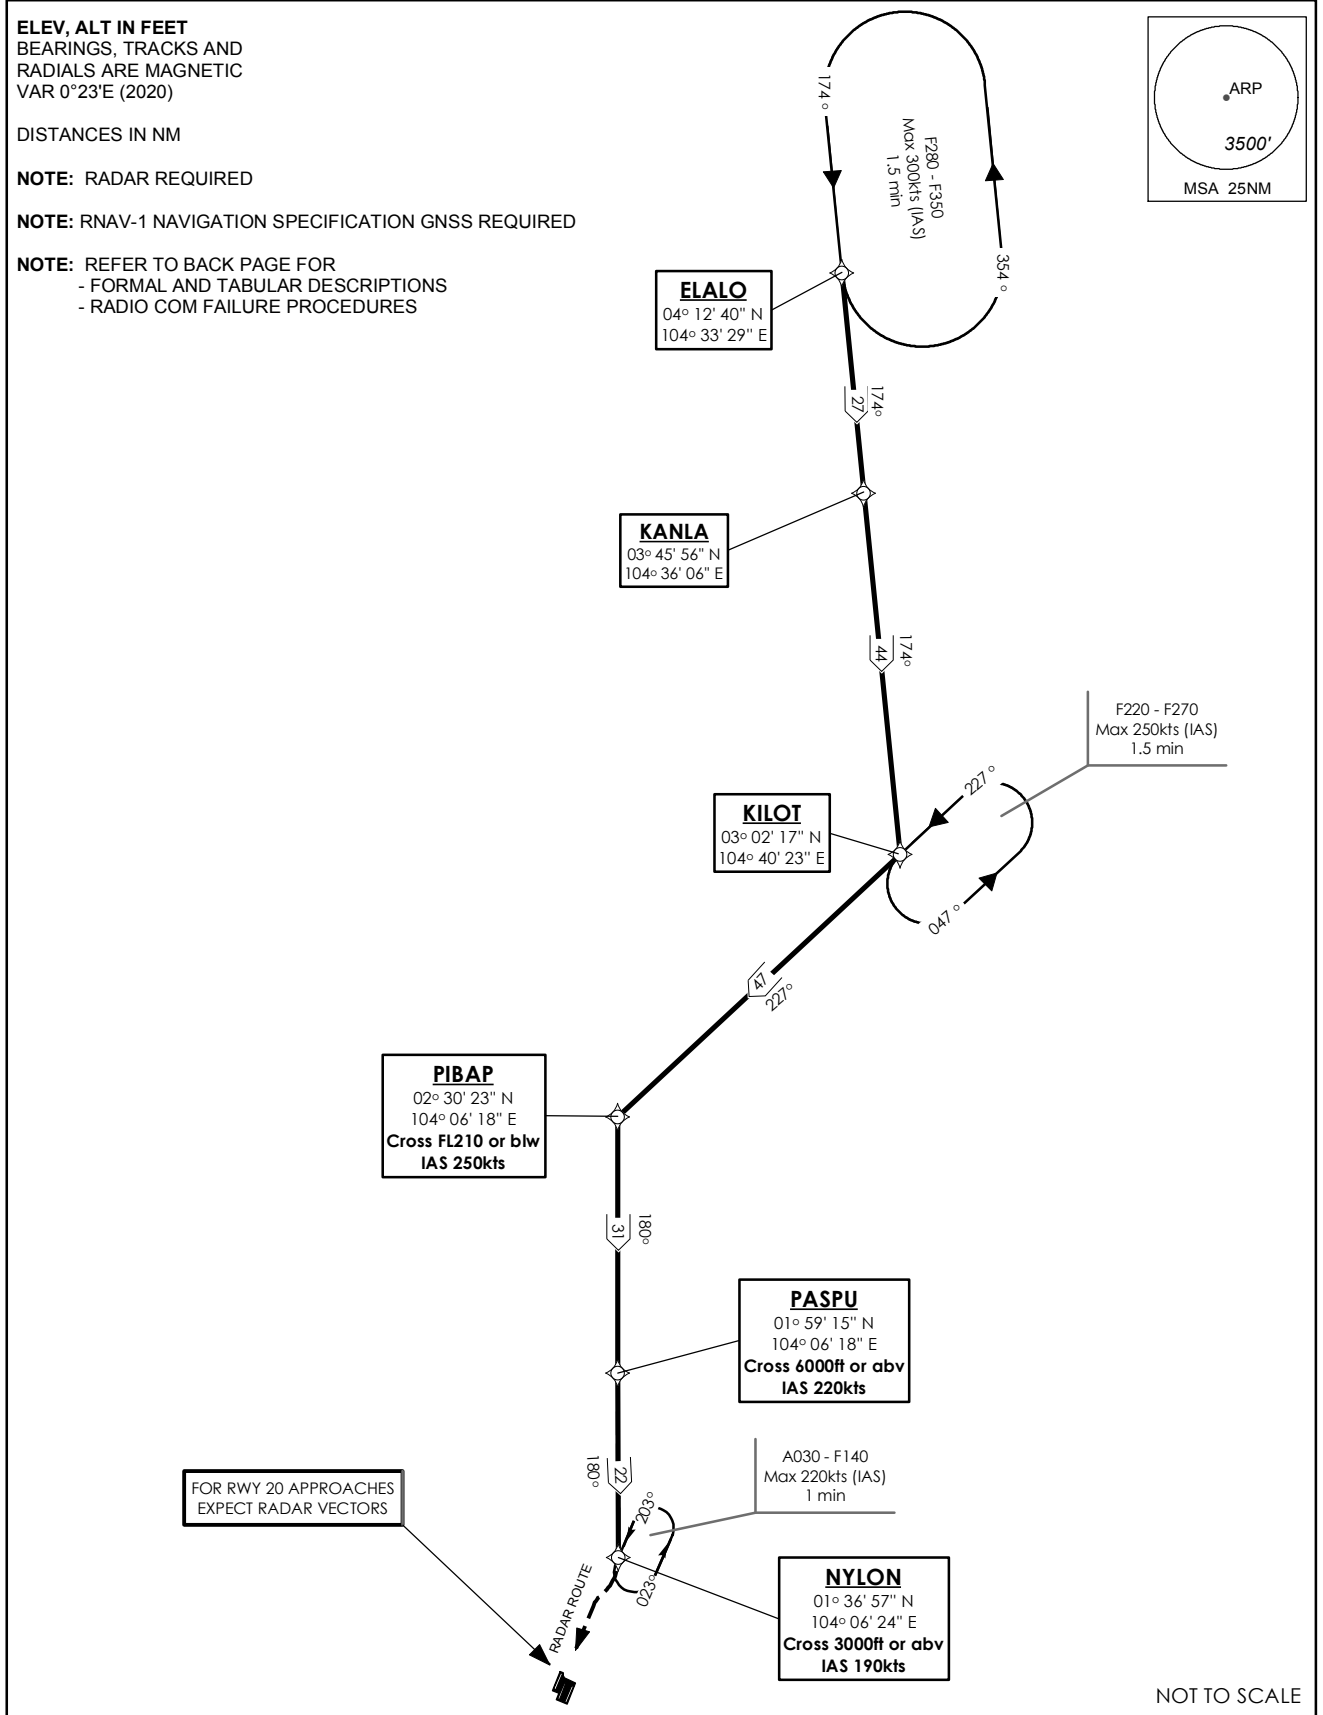 ELEV, ALT IN FEET
BEARINGS, TRACKS AND
RADIALS ARE MAGNETIC
VAR 0°23'E (2020)
DISTANCES IN NM
NOTE: RADAR REQUIRED
NOTE: RNAV-1 NAVIGATION SPECIFICATION GNSS REQUIRED
NOTE: REFER TO BACK PAGE FOR
- FORMAL AND TABULAR DESCRIPTIONS
- RADIO COM FAILURE PROCEDURES
ARP
3500'
MSA 25NM
174°
F280 - F350
Max 300kts (IAS)
1.5 min
354°
ELALO
04° 12' 40" N
104° 33' 29" E
27
174°
KANLA
03° 45' 56" N
104° 36' 06" E
44
174°
F220 - F270
Max 250kts (IAS)
1.5 min
227°
047°
KILOT
03° 02' 17" N
104° 40' 23" E
47
227°
PIBAP
02° 30' 23" N
104° 06' 18" E
Cross FL210 or blw
IAS 250kts
31
180°
PASPU
01° 59' 15" N
104° 06' 18" E
Cross 6000ft or abv
IAS 220kts
22
180°
A030 - F140
Max 220kts (IAS)
1 min
203°
023°
FOR RWY 20 APPROACHES
EXPECT RADAR VECTORS
RADAR ROUTE
NYLON
01° 36' 57" N
104° 06' 24" E
Cross 3000ft or abv
IAS 190kts
NOT TO SCALE